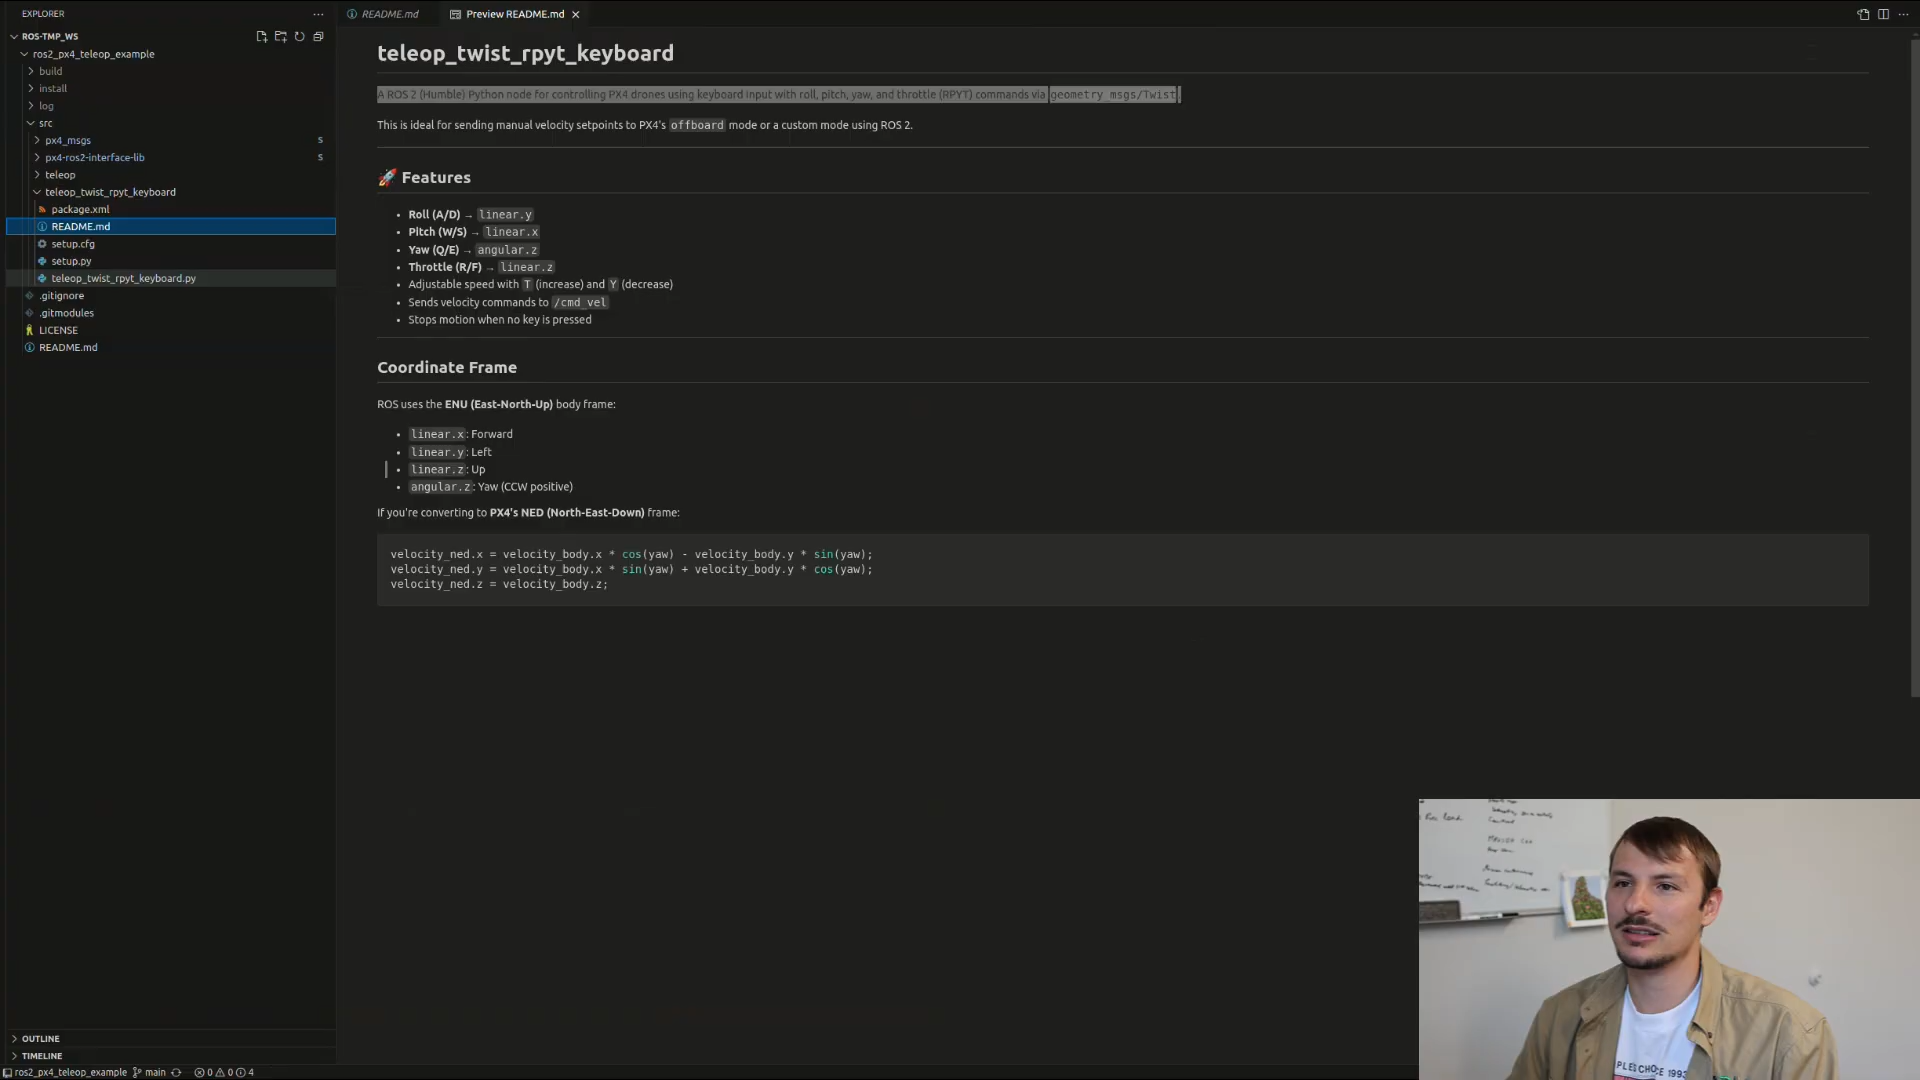 EXPLORER
README.md
Preview README.md
ROS-TMP_WS
ros2_px4_teleop_example
build
install
log
src
px4_msgs S
px4-ros2-interface-lib S
teleop
teleop_twist_rpyt_keyboard
package.xml
README.md
setup.cfg
setup.py
teleop_twist_rpyt_keyboard.py
.gitignore
.gitmodules
LICENSE
README.md
OUTLINE
TIMELINE
ros2_px4_teleop_example main 0 0 4
teleop_twist_rpyt_keyboard
A ROS 2 (Humble) Python node for controlling PX4 drones using keyboard input with roll, pitch, yaw, and throttle (RPYT) commands via geometry_msgs/Twist.
This is ideal for sending manual velocity setpoints to PX4's offboard mode or a custom mode using ROS 2.
🚀 Features
• Roll (A/D) → linear.y
• Pitch (W/S) → linear.x
• Yaw (Q/E) → angular.z
• Throttle (R/F) → linear.z
• Adjustable speed with T (increase) and Y (decrease)
• Sends velocity commands to /cmd_vel
• Stops motion when no key is pressed
Coordinate Frame
ROS uses the ENU (East-North-Up) body frame:
• linear.x: Forward
• linear.y: Left
• linear.z: Up
• angular.z: Yaw (CCW positive)
If you're converting to PX4's NED (North-East-Down) frame:
velocity_ned.x = velocity_body.x * cos(yaw) - velocity_body.y * sin(yaw);
velocity_ned.y = velocity_body.x * sin(yaw) + velocity_body.y * cos(yaw);
velocity_ned.z = velocity_body.z;